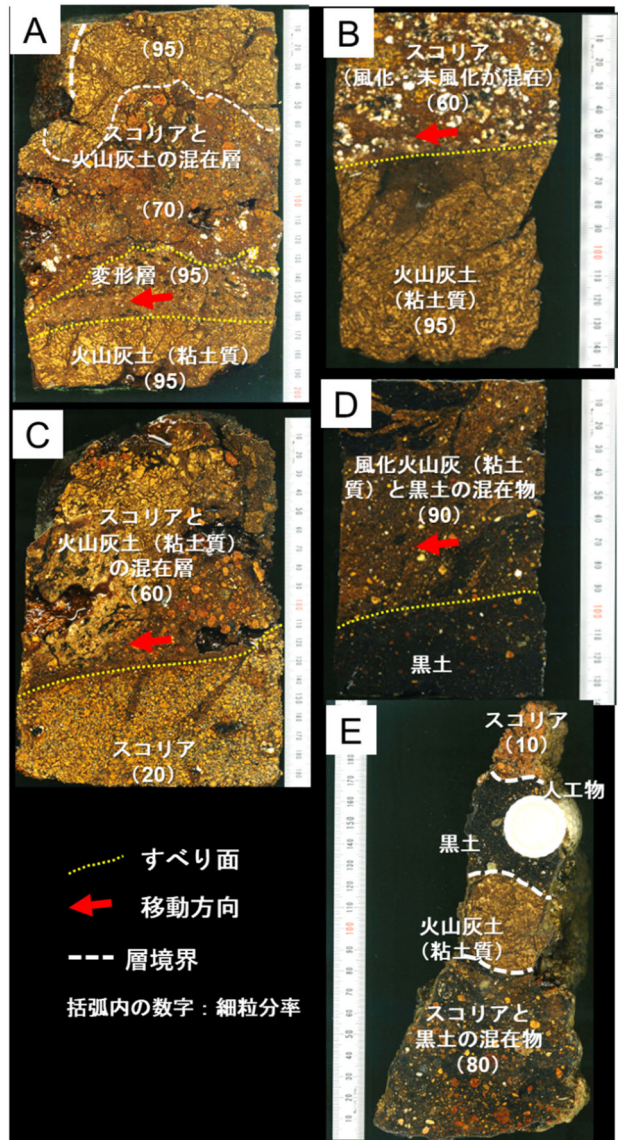 A
(95)
スコリアと
火山灰土の混在層
(70)
変形層（95）
火山灰土（粘土質）
(95)
B
スコリア
（風化・未風化が混在）
(60)
火山灰土
(粘土質)
(95)
C
スコリアと
火山灰土（粘土質）
の混在層
(60)
スコリア
(20)
D
風化火山灰（粘土
質）と黒土の混在物
(90)
黒土
E
スコリア
(10)
人工物
黒土
火山灰土
(粘土質)
スコリアと
黒土の混在物
(80)
すべり面
移動方向
層境界
括弧内の数字：細粒分率